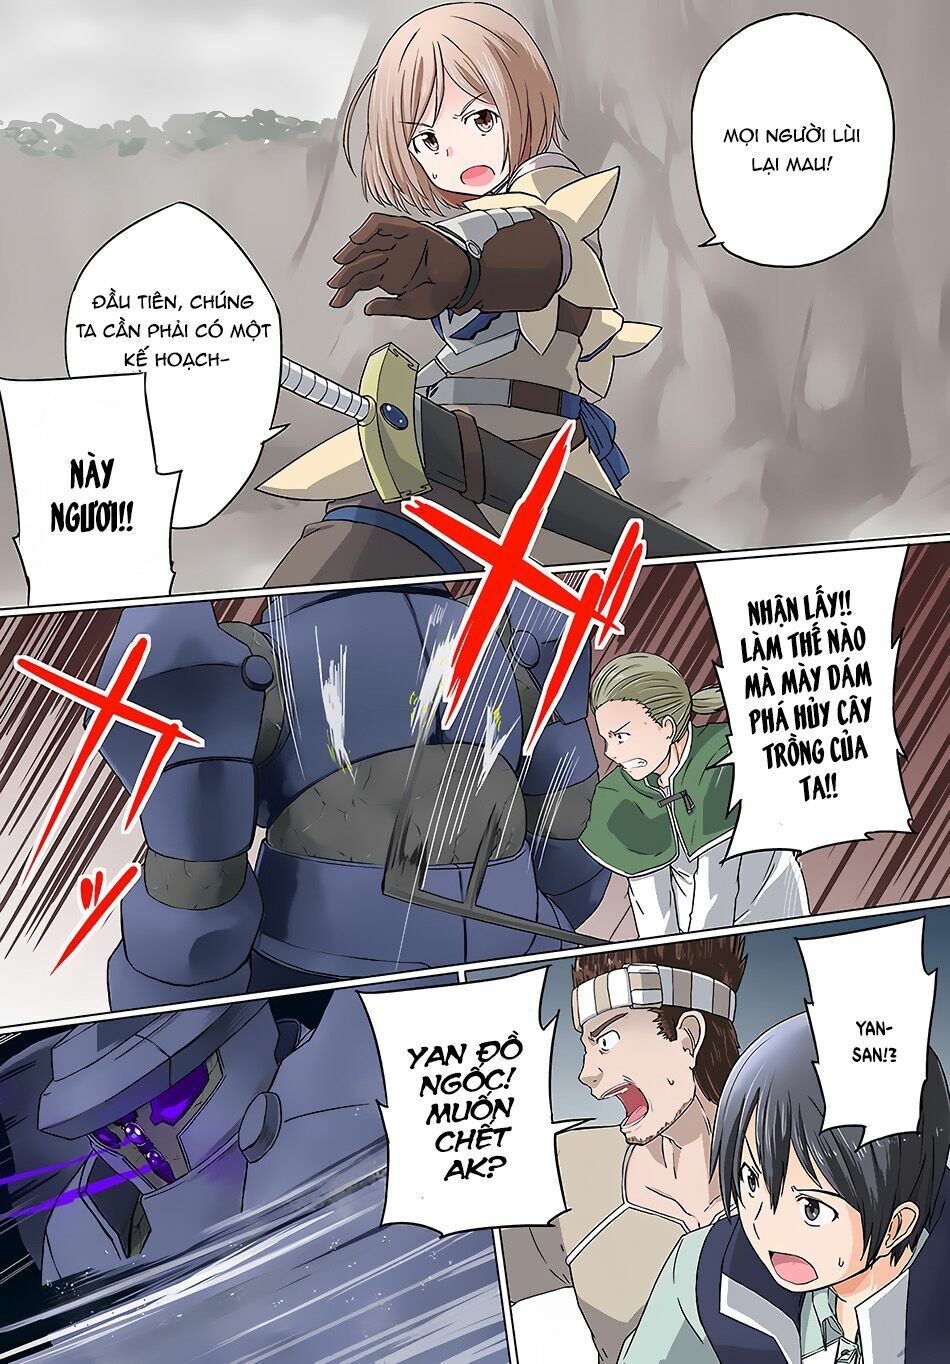 MỌI NGƯỜI LÙI
LẠI MAU!
ĐẦU TIÊN, CHÚNG
TA CẦN PHẢI CÓ MỘT
KẾ HOẠCH-
NÀY
NGƯƠI!!
NHẬN LẤY!!
LÀM THẾ NÀO
MÀ MÀY DÁM
PHÁ HỦY CÂY
TRỒNG CỦA
TA!!
YAN-
SAN!?
YAN ĐỒ
NGỐC!
MUỐN
CHẾT
AK?